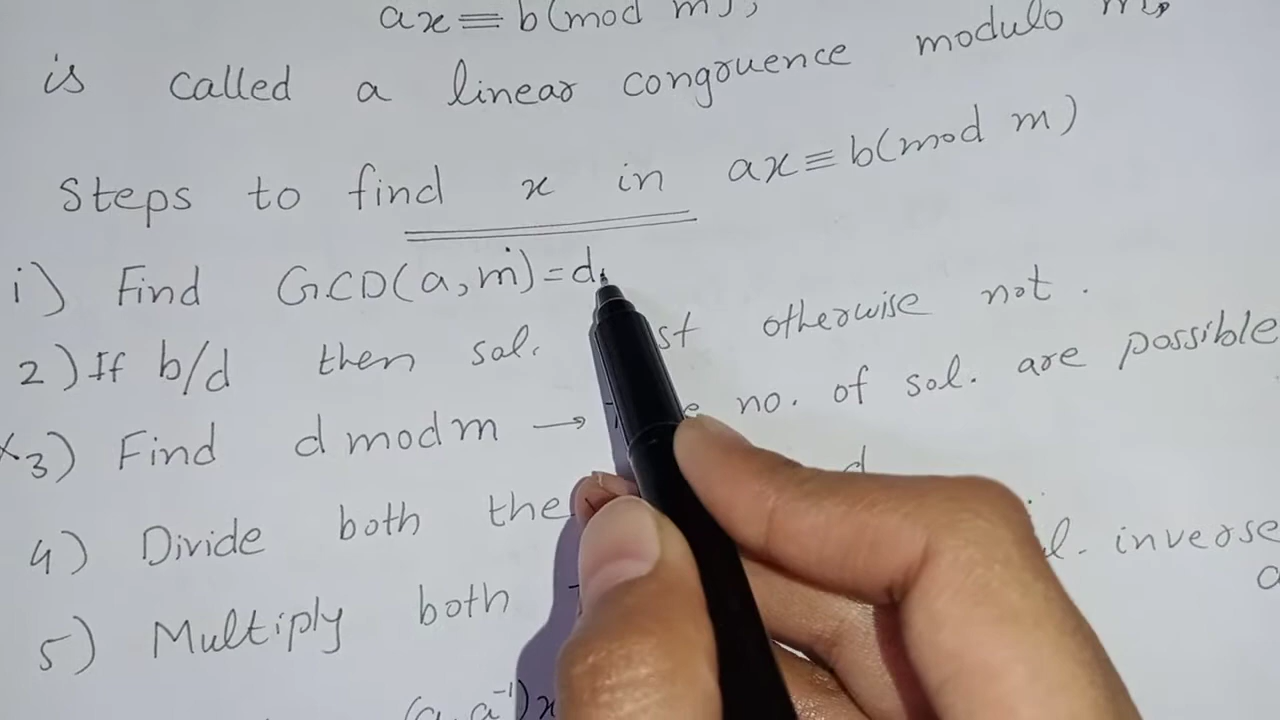 ax ≡ b(mod m),
is called a linear congruence modulo m,
Steps to find x in ax ≡ b(mod m)
i) Find GCD(a,m)=d.
2) If b/d then sol. otherwise not.
3) Find d mod m → no. of sol. are possible
4) Divide both the d
5) Multiply both inverse
(a. a⁻¹)x